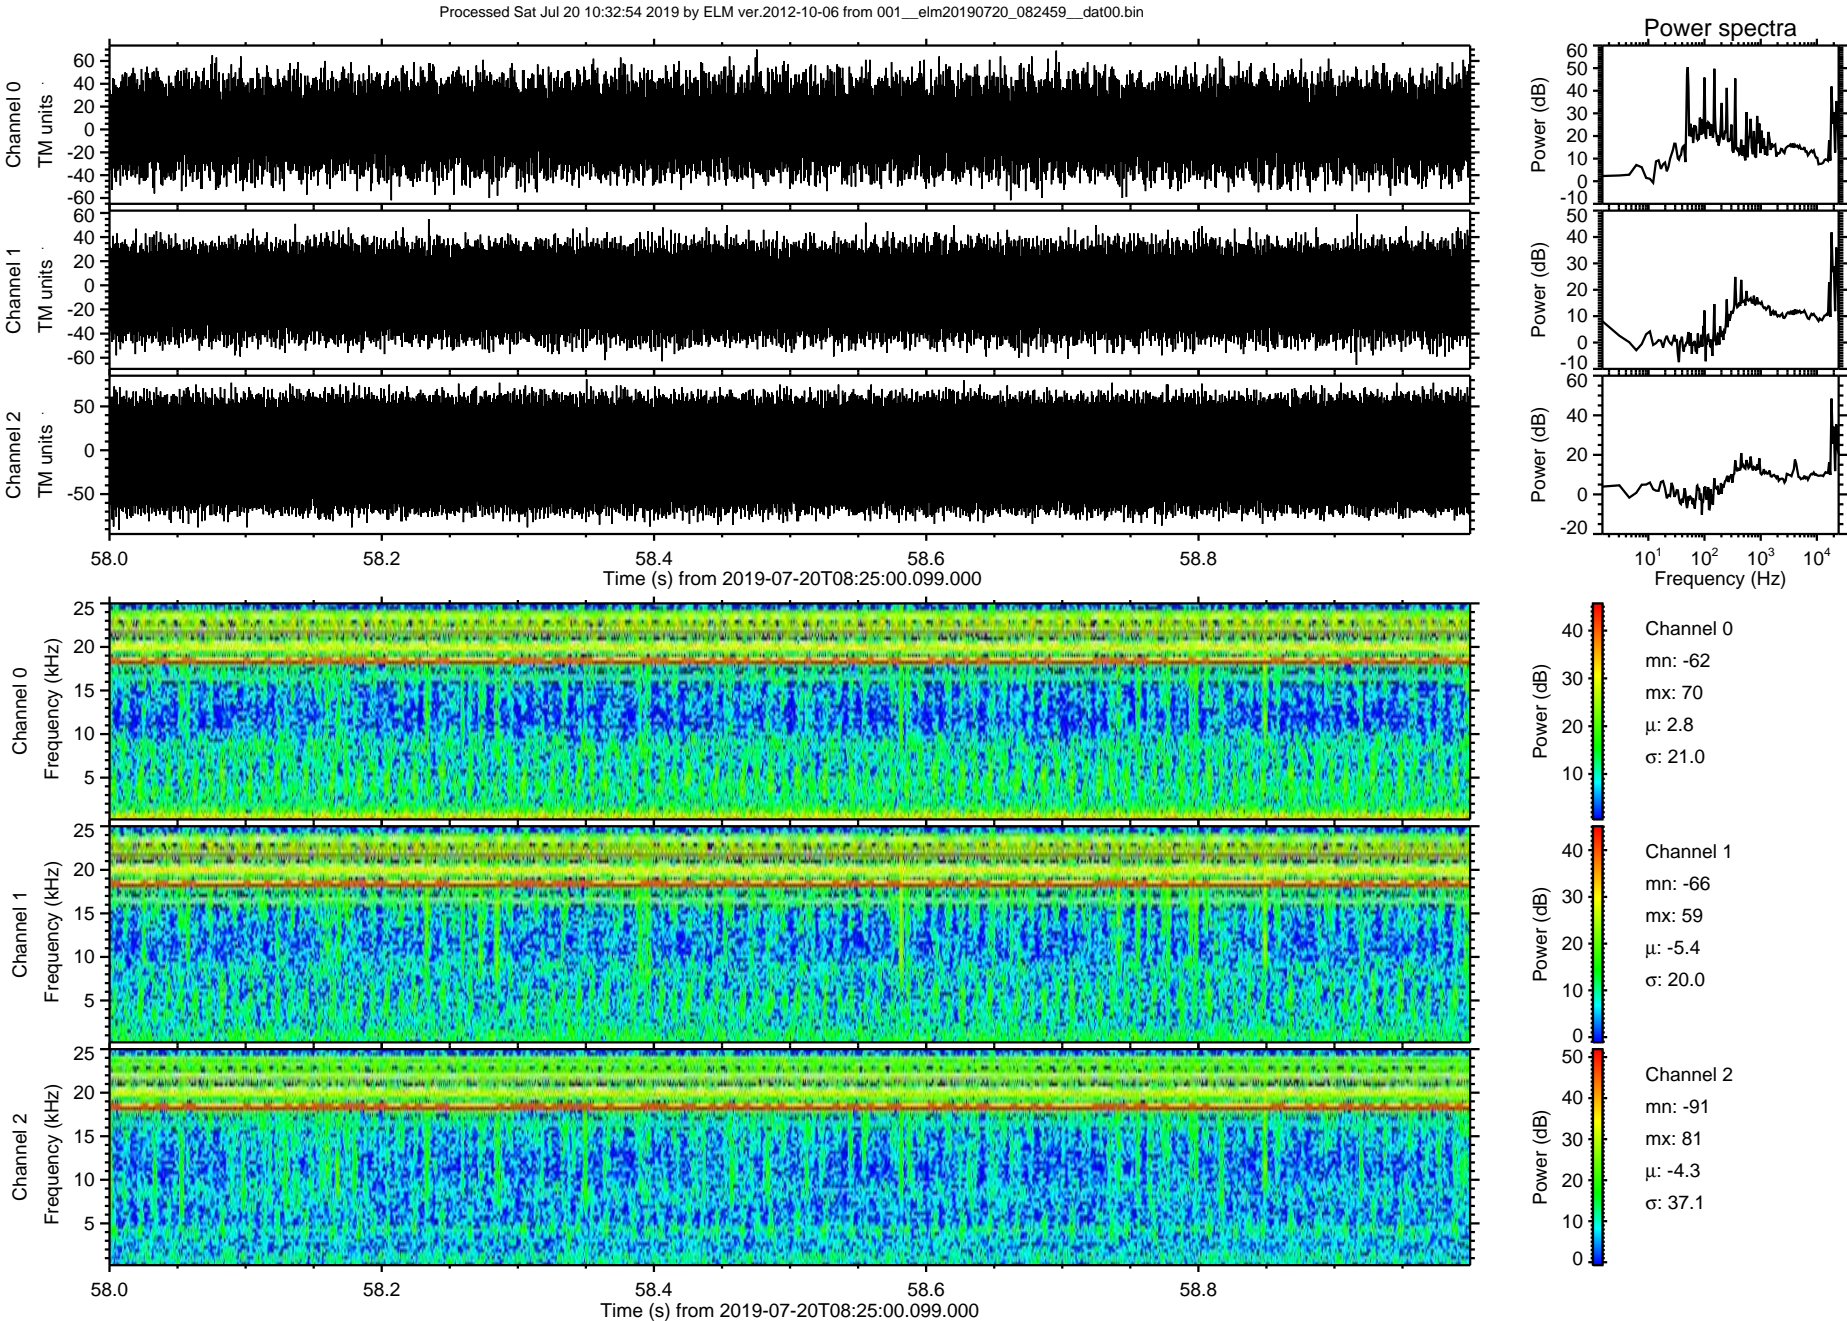 Processed Sat Jul 20 10:32:54 2019 by ELM ver.2012-10-06 from 001__elm20190720_082459__dat00.bin
Power spectra
Channel 0
TM units
60
40
20
0
-20
-40
-60
Power (dB)
60
50
40
30
20
10
0
-10
Channel 1
TM units
60
40
20
0
-20
-40
-60
Power (dB)
50
40
30
20
10
0
-10
Channel 2
TM units
50
0
-50
Power (dB)
60
40
20
0
-20
58.0 58.2 58.4 58.6 58.8
Time (s) from 2019-07-20T08:25:00.099.000
10^1 10^2 10^3 10^4
Frequency (Hz)
Channel 0
Frequency (kHz)
25
20
15
10
5
Power (dB)
40
30
20
10
Channel 0
mn: -62
mx: 70
μ: 2.8
σ: 21.0
Channel 1
Frequency (kHz)
25
20
15
10
5
Power (dB)
40
30
20
10
0
Channel 1
mn: -66
mx: 59
μ: -5.4
σ: 20.0
Channel 2
Frequency (kHz)
25
20
15
10
5
Power (dB)
50
40
30
20
10
0
Channel 2
mn: -91
mx: 81
μ: -4.3
σ: 37.1
58.0 58.2 58.4 58.6 58.8
Time (s) from 2019-07-20T08:25:00.099.000